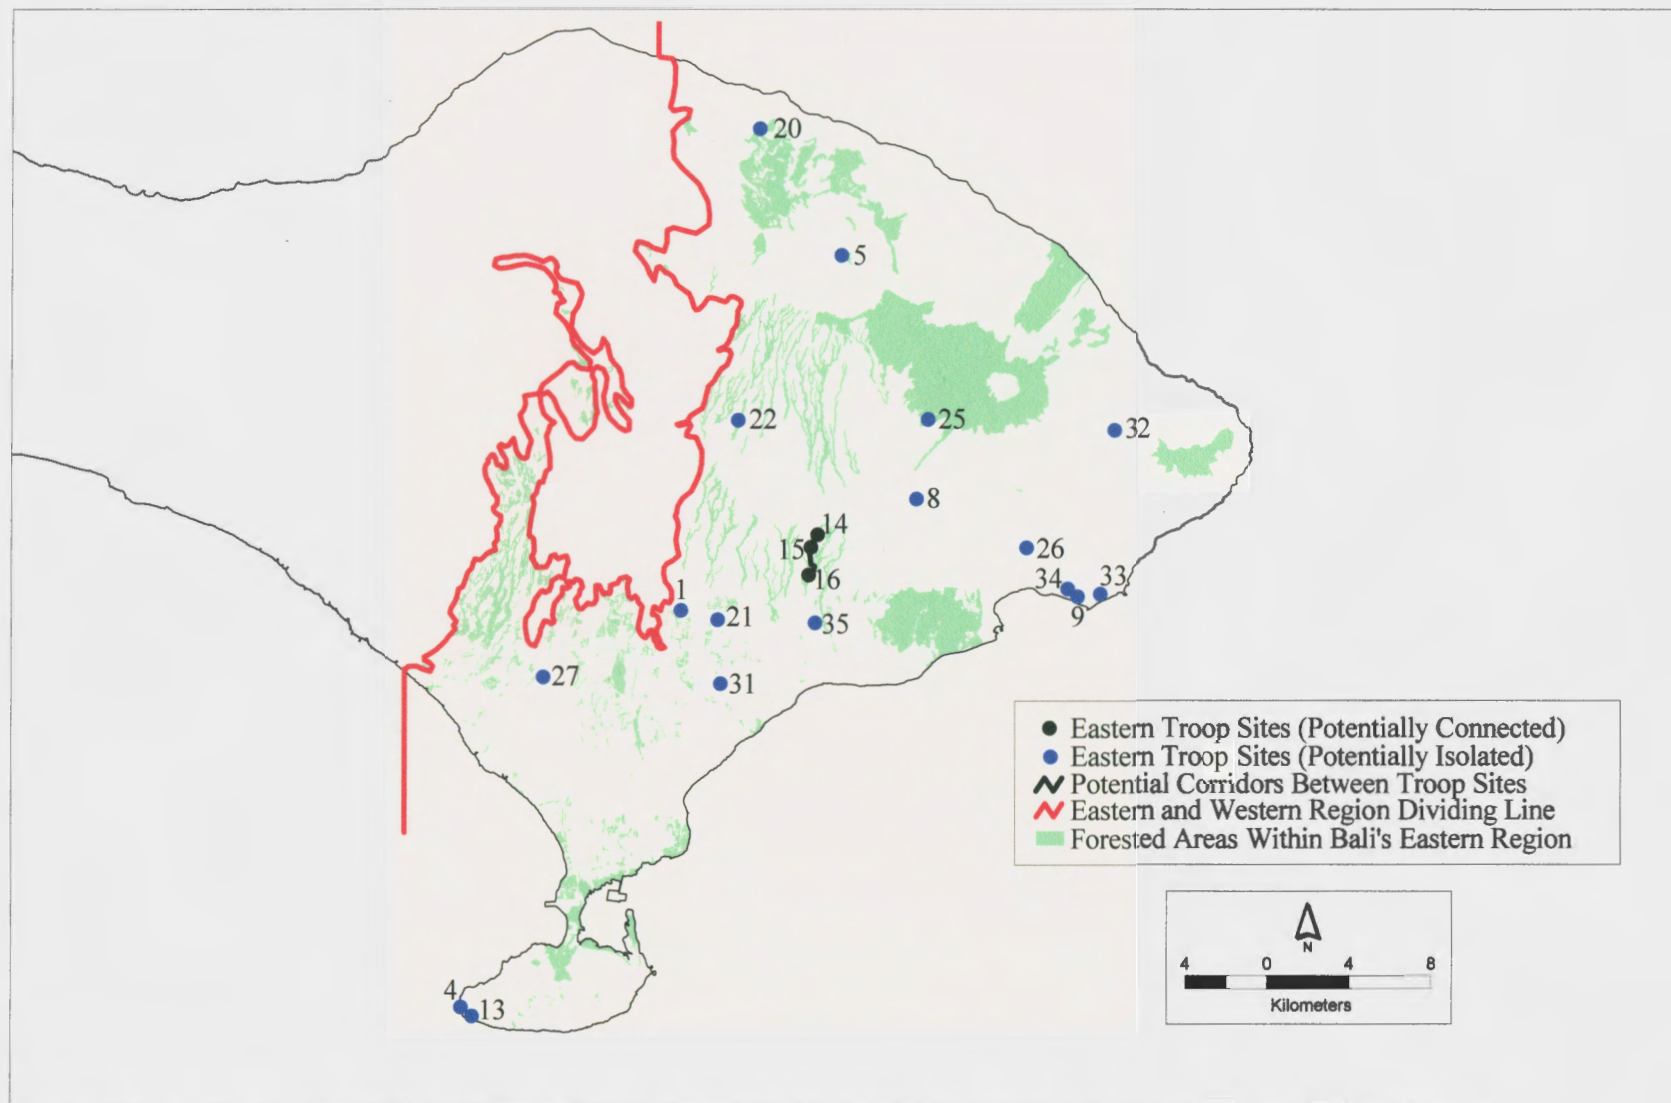 20
5
22
25
32
8
14
15
16
26
34
33
9
1
21
35
27
31
Eastern Troop Sites (Potentially Connected)
Eastern Troop Sites (Potentially Isolated)
Potential Corridors Between Troop Sites
Eastern and Western Region Dividing Line
Forested Areas Within Bali's Eastern Region
N
4 0 4 8
Kilometers
4
13